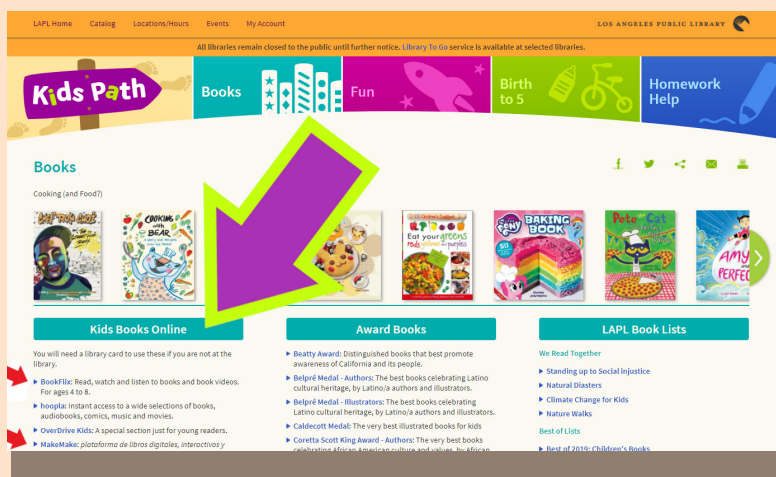 LAPL Home Catalog Locations/Hours Events My Account
LOS ANGELES PUBLIC LIBRARY
All libraries remain closed to the public until further notice. Library To Go service is available at selected libraries.
Kids Path
Books
Fun
Birth to 5
Homework Help
Books
Cooking (and Food?)
COOKING
with
BEAR
Eat your greens
reds yellows and purples
BAKING
BOOK
50
Pete the Cat
AMY
PERFEC
Kids Books Online
You will need a library card to use these if you are not at the
library.
BookFlix: Read, watch and listen to books and book videos.
For ages 4 to 8.
hoopla: Instant access to a wide selections of books,
audiobooks, comics, music and movies.
OverDrive Kids: A special section just for young readers.
MakeMake: plataforma de libros digitales, interactivos y
Award Books
Beatty Award: Distinguished books that best promote
awareness of California and its people.
Belpré Medal - Authors: The best books celebrating Latino
cultural heritage, by Latino/a authors and illustrators.
Belpré Medal - Illustrators: The best books celebrating
Latino cultural heritage, by Latino/a authors and illustrators.
Caldecott Medal: The very best illustrated books for kids
Coretta Scott King Award - Authors: The very best books
celebrating African American culture and values, by African
LAPL Book Lists
We Read Together
Standing up to Social injustice
Natural Diasters
Climate Change for Kids
Nature Walks
Best of Lists
Best of 2019: Children's Books